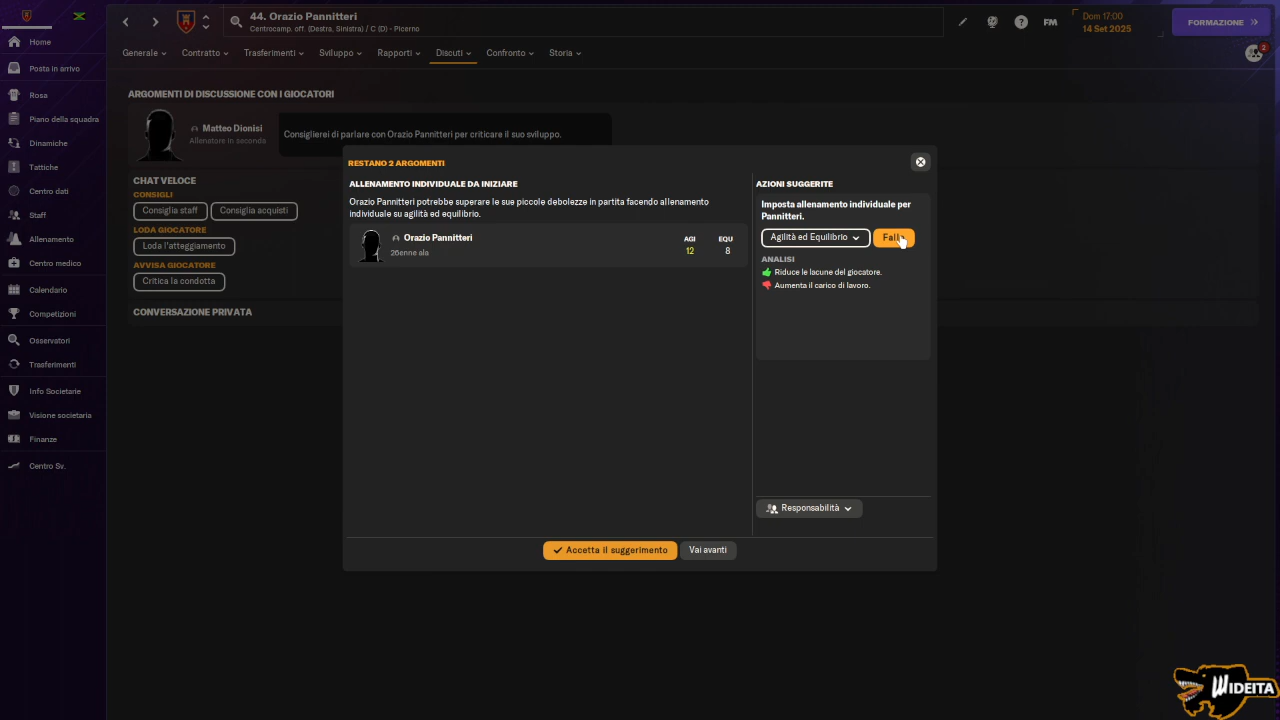 44. Orazio Pannitteri
Centrocamp. off. (Destra, Sinistra) / C (D) - Picerno
FM
Dom 17:00
14 Set 2025
FORMAZIONE
Home
Posta in arrivo
Rosa
Piano della squadra
Dinamiche
Tattiche
Centro dati
Staff
Allenamento
Centro medico
Calendario
Competizioni
Osservatori
Trasferimenti
Info Societarie
Visione societaria
Finanze
Centro Sv.
Generale
Contratto
Trasferimenti
Sviluppo
Rapporti
Discuti
Confronto
Storia
2
ARGOMENTI DI DISCUSSIONE CON I GIOCATORI
Matteo Dionisi
Allenatore in seconda
Consiglierei di parlare con Orazio Pannitteri per criticare il suo sviluppo.
CHAT VELOCE
CONSIGLI
Consiglia staff
Consiglia acquisti
LODA GIOCATORE
Loda l'atteggiamento
AVVISA GIOCATORE
Critica la condotta
CONVERSAZIONE PRIVATA
RESTANO 2 ARGOMENTI
ALLENAMENTO INDIVIDUALE DA INIZIARE
Orazio Pannitteri potrebbe superare le sue piccole debolezze in partita facendo allenamento
individuale su agilità ed equilibrio.
Orazio Pannitteri
26enne ala
AGI
12
EQU
8
AZIONI SUGGERITE
Imposta allenamento individuale per
Pannitteri.
Agilità ed Equilibrio
Fallo
ANALISI
Riduce le lacune del giocatore.
Aumenta il carico di lavoro.
Responsabilità
Accetta il suggerimento
Vai avanti
WIDEITA